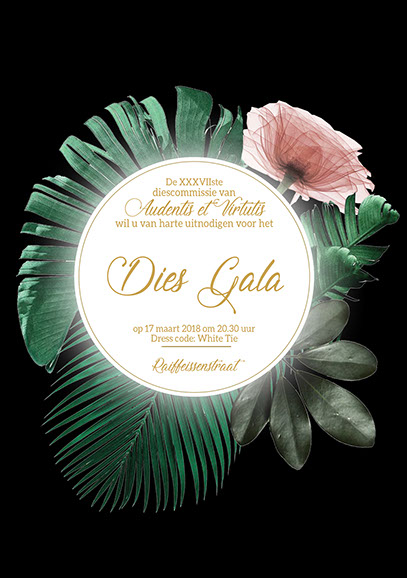 De XXXVIIste
diescommissie van
Audentis et Virtutis
wil u van harte uitnodigen voor het
Dies Gala
op 17 maart 2018 om 20.30 uur
Dress code: White Tie
Raiffeissenstraat